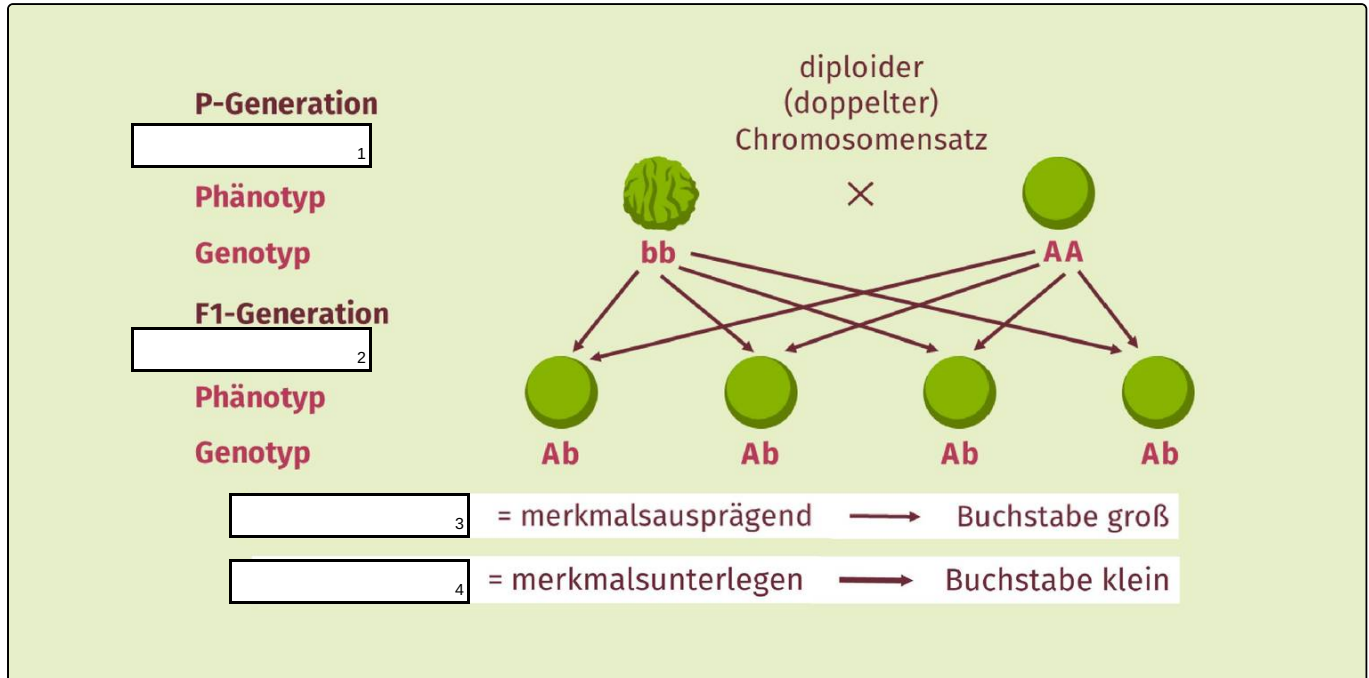 diploider
(doppelter)
Chromosomensatz
P-Generation
1
Phänotyp
Genotyp
bb
AA
F1-Generation
2
Phänotyp
Genotyp
Ab Ab Ab Ab
3 = merkmalsausprägend → Buchstabe groß
4 = merkmalsunterlegen → Buchstabe klein